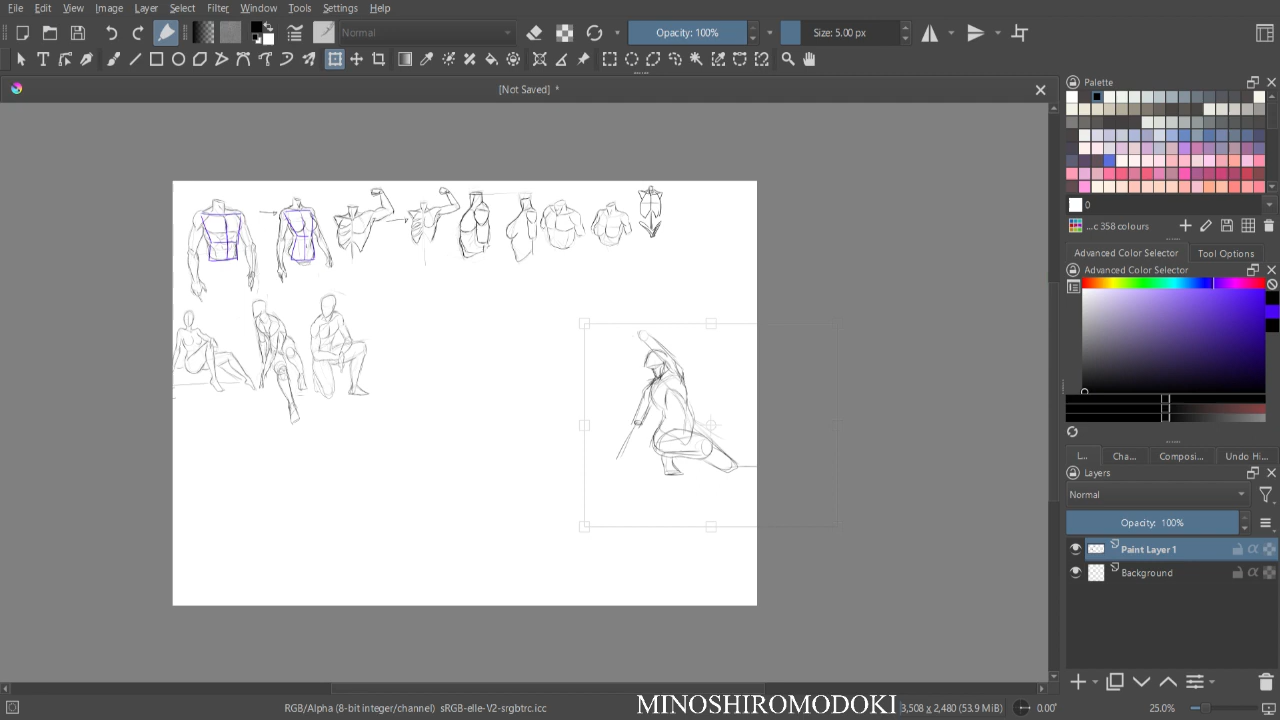 File Edit View Image Layer Select Filter Window Tools Settings Help
Normal Opacity: 100% Size: 5.00 px
[Not Saved] *
Palette
0
...c 358 colours
Advanced Color Selector Tool Options
Advanced Color Selector
L... Cha... Composi... Undo Hi...
Layers
Normal
Opacity: 100%
Paint Layer 1
Background
RGB/Alpha (8-bit integer/channel) sRGB-elle-V2-srgbtrc.icc MINOSHIROMODOKI 3,508 x 2,480 (53.9 MiB) 0.00° 25.0%